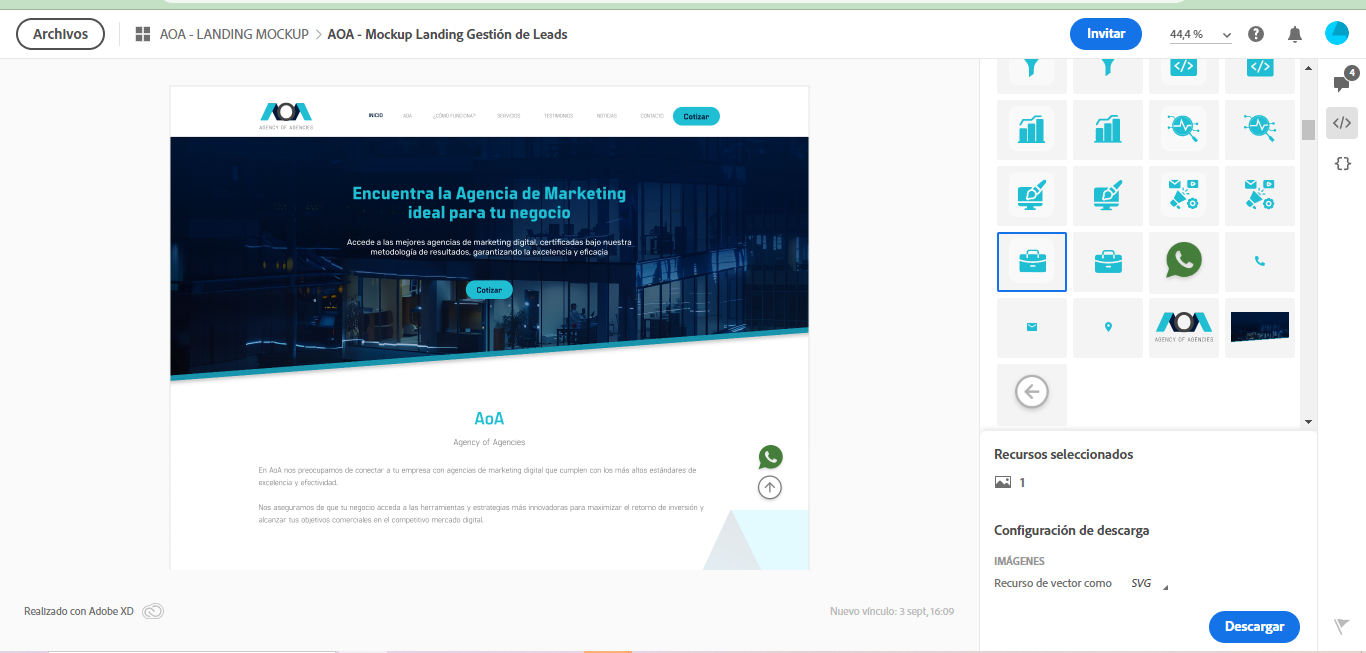 Archivos
AOA - LANDING MOCKUP > AOA - Mockup Landing Gestión de Leads
Invitar
44,4 %
4
AOA
AGENCY OF AGENCIES
INICIO
AOA
¿CÓMO FUNCIONA?
SERVICIOS
TESTIMONIOS
NOTICIAS
CONTACTO
Cotizar
Encuentra la Agencia de Marketing
ideal para tu negocio
Accede a las mejores agencias de marketing digital, certificadas bajo nuestra
metodología de resultados, garantizando la excelencia y eficacia
Cotizar
AoA
Agency of Agencies
En AoA nos preocupamos de conectar a tu empresa con agencias de marketing digital que cumplen con los más altos estándares de
excelencia y efectividad.
Nos aseguramos de que tu negocio acceda a las herramientas y estrategias más innovadoras para maximizar el retorno de inversión y
alcanzar tus objetivos comerciales en el competitivo mercado digital.
Realizado con Adobe XD
Nuevo vínculo: 3 sept, 16:09
AOA
AGENCY OF AGENCIES
Recursos seleccionados
1
Configuración de descarga
IMÁGENES
Recurso de vector como SVG
Descargar